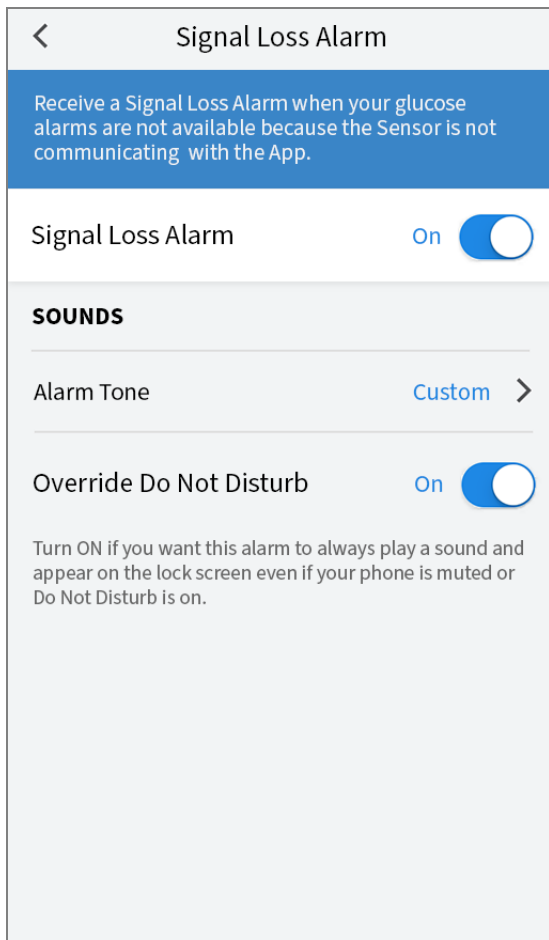 Signal Loss Alarm
Receive a Signal Loss Alarm when your glucose
alarms are not available because the Sensor is not
communicating  with the App.
Signal Loss Alarm On
SOUNDS
Alarm Tone Custom
Override Do Not Disturb On
Turn ON if you want this alarm to always play a sound and
appear on the lock screen even if your phone is muted or
Do Not Disturb is on.